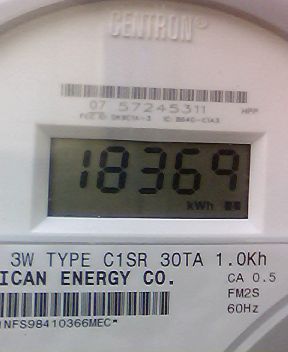 CENTRON®
07 57245311
18369
kWh
3W TYPE C1SR 30TA 1.0Kh
ICAN ENERGY CO.
CA 0.5
FM2S
60Hz
INFS98410366MEC*